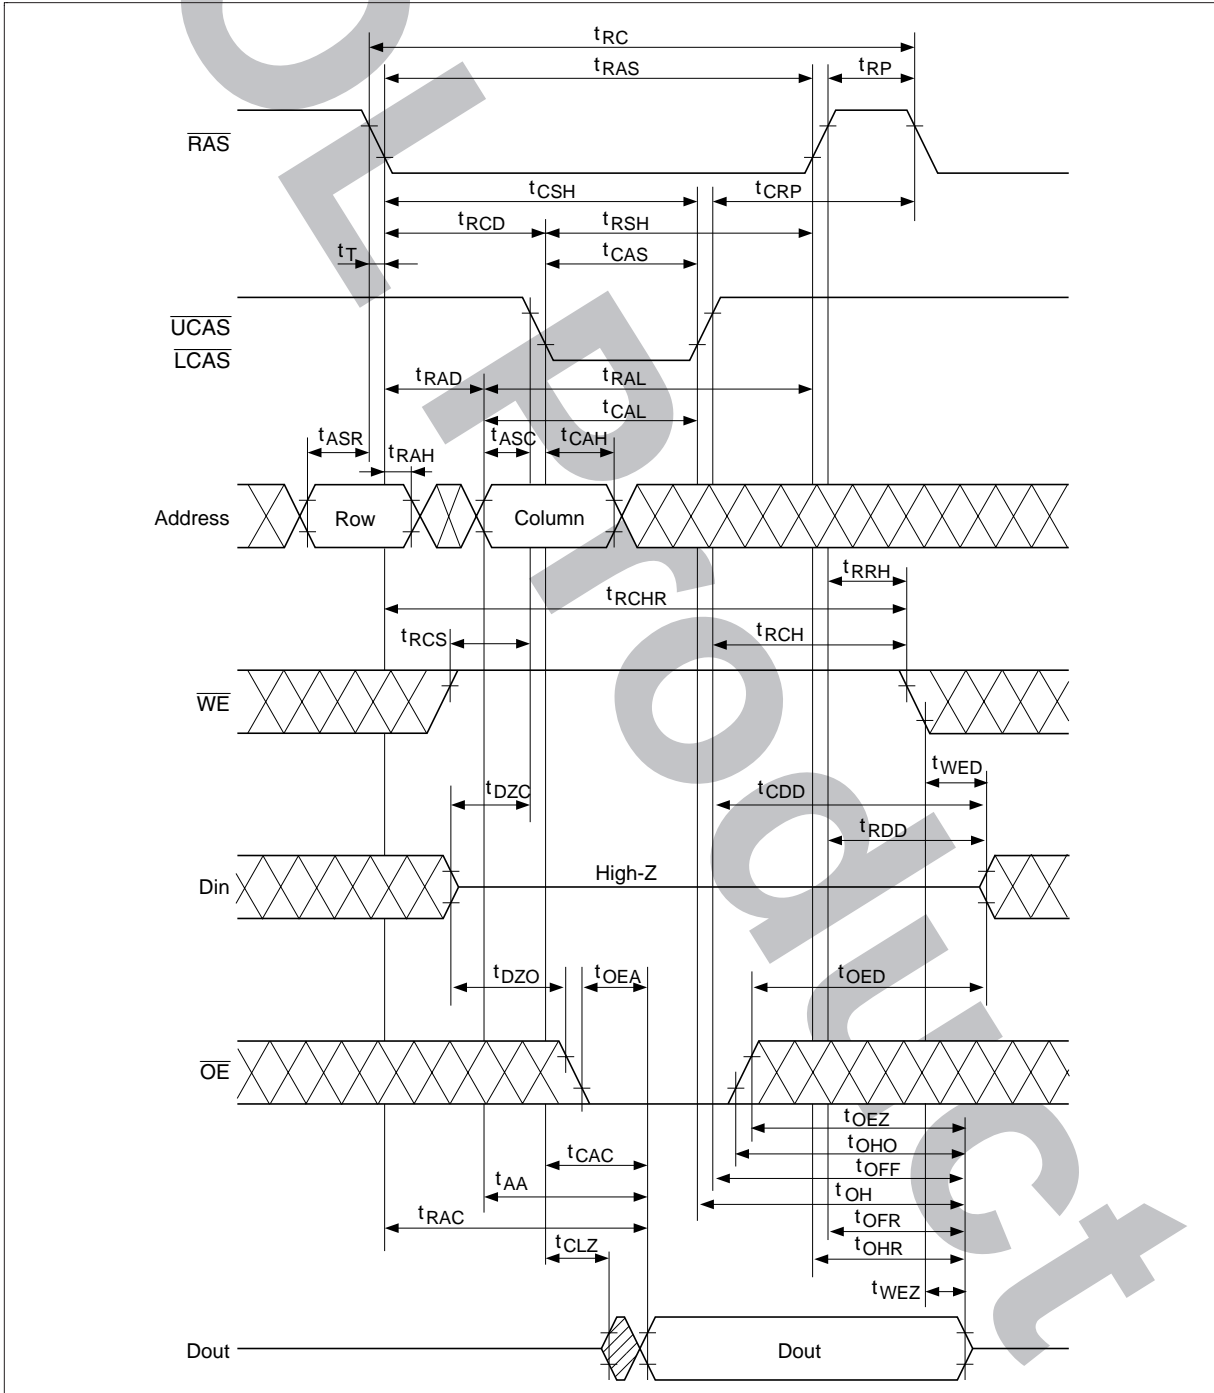 tRC
tRAS tRP
RAS
tCSH tCRP
tRCD tRSH
tT tCAS
UCAS
LCAS
tRAD tRAL
tCAL
tASR tASC tCAH
tRAH
Address Row Column
tRRH
tRCHR
tRCS tRCH
WE
tWED
tDZC tCDD
tRDD
Din High-Z
tDZO tOEA tOED
OE
tOEZ
tOHO
tCAC tOFF
tAA tOH
tRAC tOFR
tCLZ tOHR
tWEZ
Dout Dout
OL Product